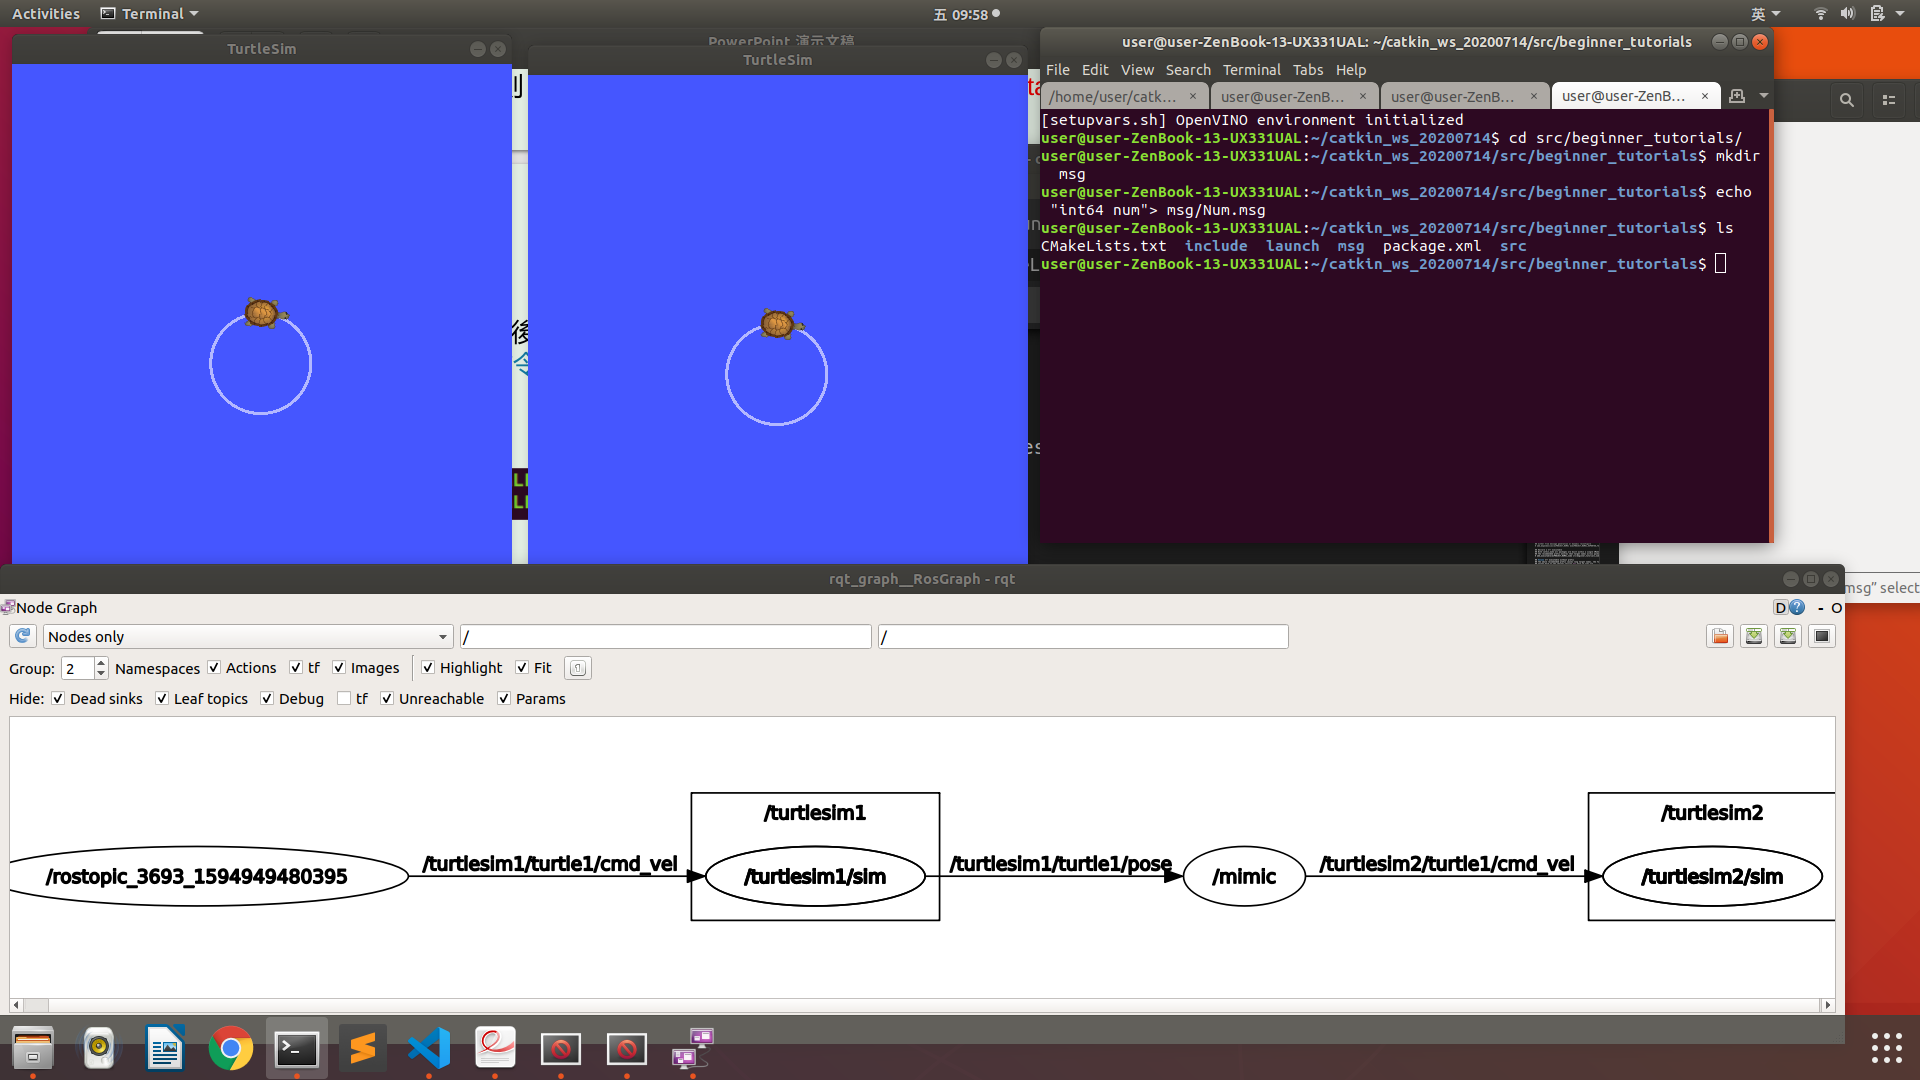 Activities
Terminal
五 09:58
英
TurtleSim
PowerPoint 演示文稿
TurtleSim
user@user-ZenBook-13-UX331UAL: ~/catkin_ws_20200714/src/beginner_tutorials
File Edit View Search Terminal Tabs Help
/home/user/catk... × user@user-ZenB... × user@user-ZenB... × user@user-ZenB... ×
[setupvars.sh] OpenVINO environment initialized
user@user-ZenBook-13-UX331UAL:~/catkin_ws_20200714$ cd src/beginner_tutorials/
user@user-ZenBook-13-UX331UAL:~/catkin_ws_20200714/src/beginner_tutorials$ mkdir
msg
user@user-ZenBook-13-UX331UAL:~/catkin_ws_20200714/src/beginner_tutorials$ echo
"int64 num"> msg/Num.msg
user@user-ZenBook-13-UX331UAL:~/catkin_ws_20200714/src/beginner_tutorials$ ls
CMakeLists.txt include launch msg package.xml src
user@user-ZenBook-13-UX331UAL:~/catkin_ws_20200714/src/beginner_tutorials$
後
令
rqt_graph__RosGraph - rqt
msg” select
Node Graph
D ? - O
Nodes only / /
Group: 2 Namespaces Actions tf Images Highlight Fit
Hide: Dead sinks Leaf topics Debug tf Unreachable Params
/turtlesim1 /turtlesim2
/turtlesim1/turtle1/cmd_vel /turtlesim1/turtle1/pose /turtlesim2/turtle1/cmd_vel
/rostopic_3693_1594949480395 /turtlesim1/sim /mimic /turtlesim2/sim